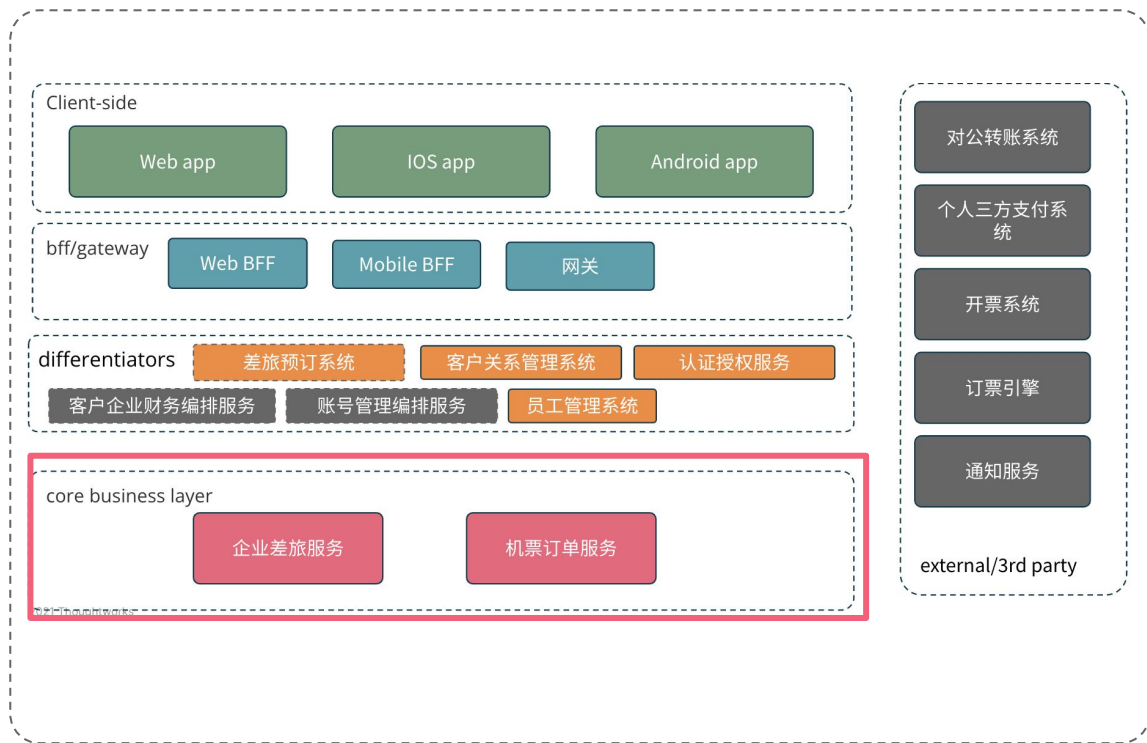 Client-side
Web app
IOS app
Android app
bff/gateway
Web BFF
Mobile BFF
网关
differentiators
差旅预订系统
客户关系管理系统
认证授权服务
客户企业财务编排服务
账号管理编排服务
员工管理系统
core business layer
企业差旅服务
机票订单服务
021 Thoughtworks
对公转账系统
个人三方支付系
统
开票系统
订票引擎
通知服务
external/3rd party